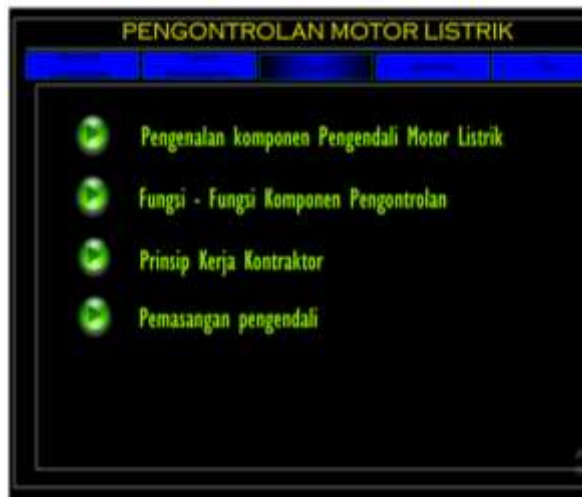 PENGONTROLAN MOTOR LISTRIK
Pengenalan komponen Pengendali Motor Listrik
Fungsi - Fungsi Komponen Pengontrolan
Prinsip Kerja Kontraktor
Pemasangan pengendali